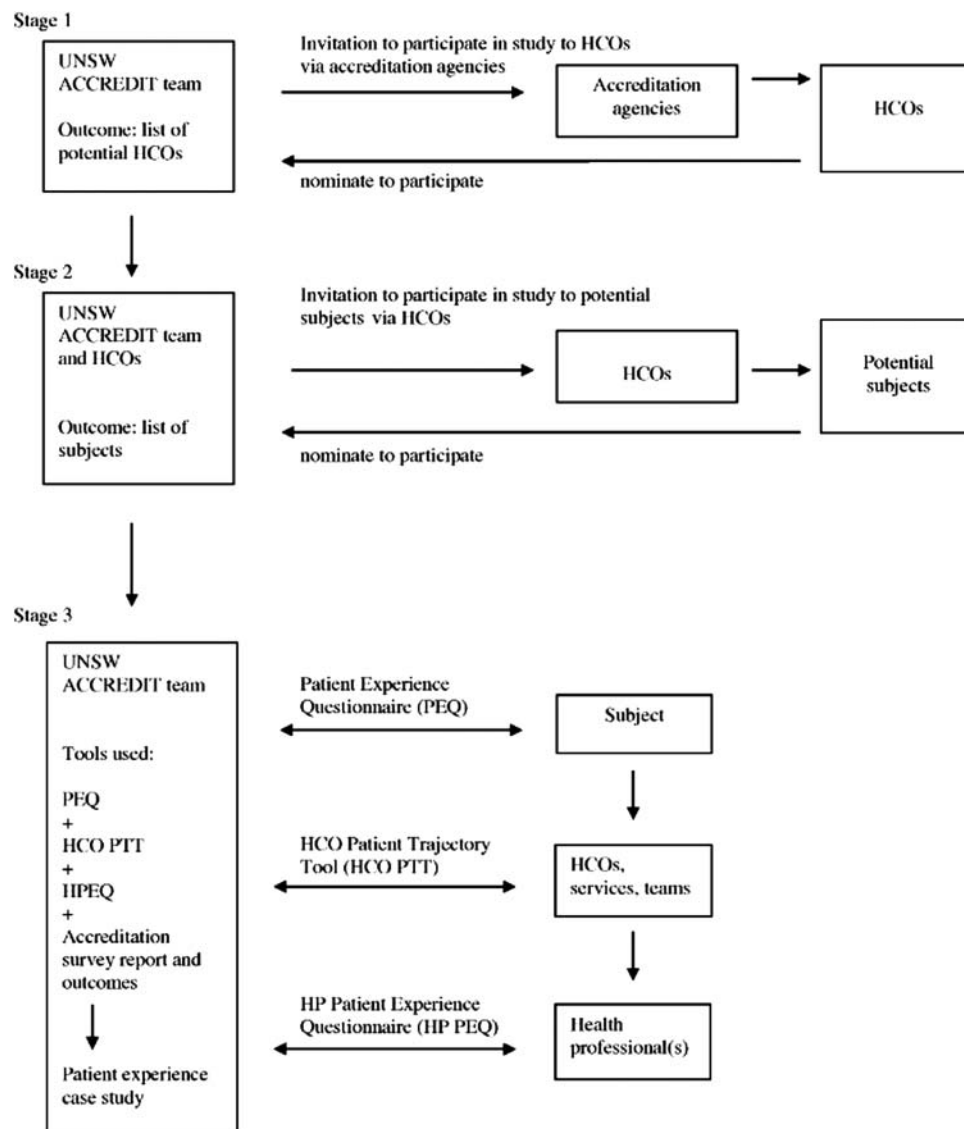 Stage 1
UNSW
ACCREDIT team
Outcome: list of
potential HCOs
Invitation to participate in study to HCOs
via accreditation agencies
Accreditation
agencies
HCOs
nominate to participate
Stage 2
UNSW
ACCREDIT team
and HCOs
Outcome: list of
subjects
Invitation to participate in study to potential
subjects via HCOs
HCOs
Potential
subjects
nominate to participate
Stage 3
UNSW
ACCREDIT team
Tools used:
PEQ
+
HCO PTT
+
HPEQ
+
Accreditation
survey report and
outcomes
Patient experience
case study
Patient Experience
Questionnaire (PEQ)
Subject
HCO Patient Trajectory
Tool (HCO PTT)
HCOs,
services, teams
HP Patient Experience
Questionnaire (HP PEQ)
Health
professional(s)